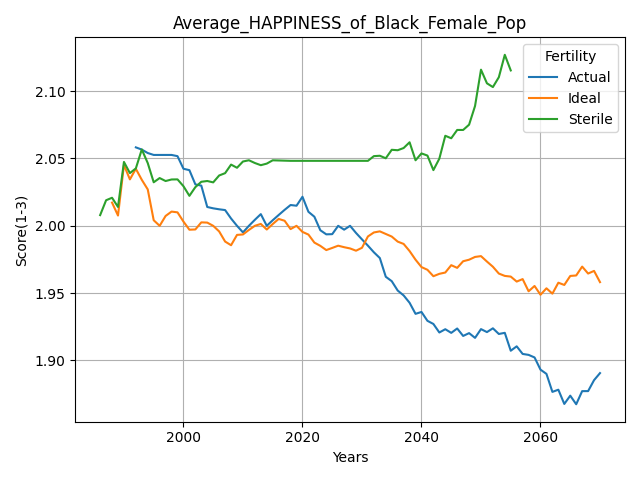 Average_HAPPINESS_of_Black_Female_Pop
Fertility
Actual
Ideal
Sterile
2.10
2.05
2.00
1.95
1.90
Score(1-3)
2000 2020 2040 2060
Years